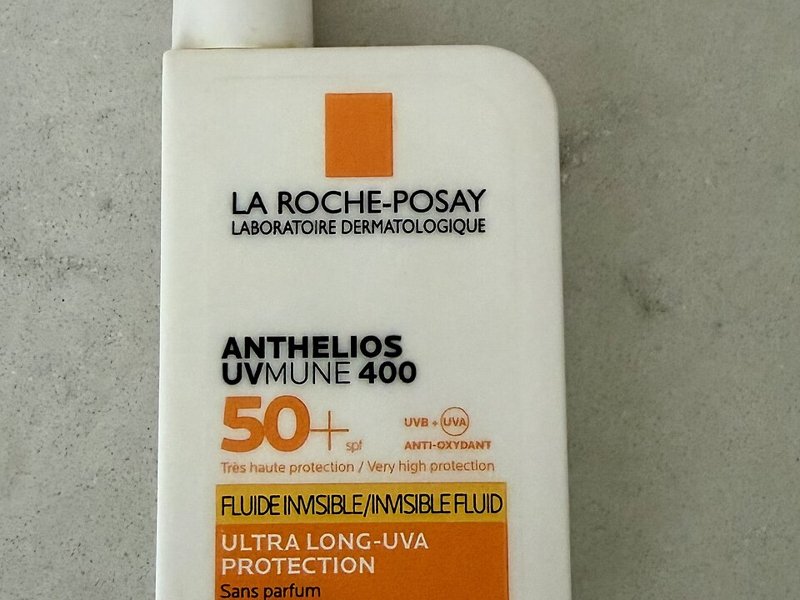 LA ROCHE-POSAY
LABORATOIRE DERMATOLOGIQUE
ANTHELIOS
UVMUNE 400
50+ spf
UVB + UVA
ANTI-OXYDANT
Très haute protection / Very high protection
FLUIDE INVISIBLE/INVISIBLE FLUID
ULTRA LONG-UVA
PROTECTION
Sans parfum